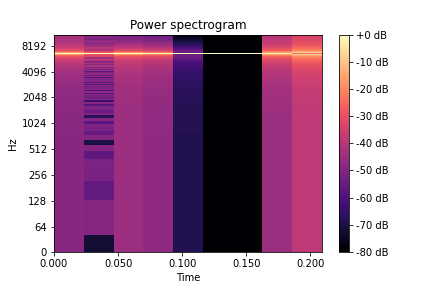 Power spectrogram
8192
4096
2048
1024
512
256
128
64
0
Hz
0.000
0.050
0.100
0.150
0.200
Time
+0 dB
-10 dB
-20 dB
-30 dB
-40 dB
-50 dB
-60 dB
-70 dB
-80 dB